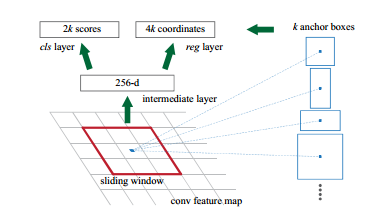 2k scores
4k coordinates
k anchor boxes
cls layer
reg layer
256-d
intermediate layer
sliding window
conv feature map